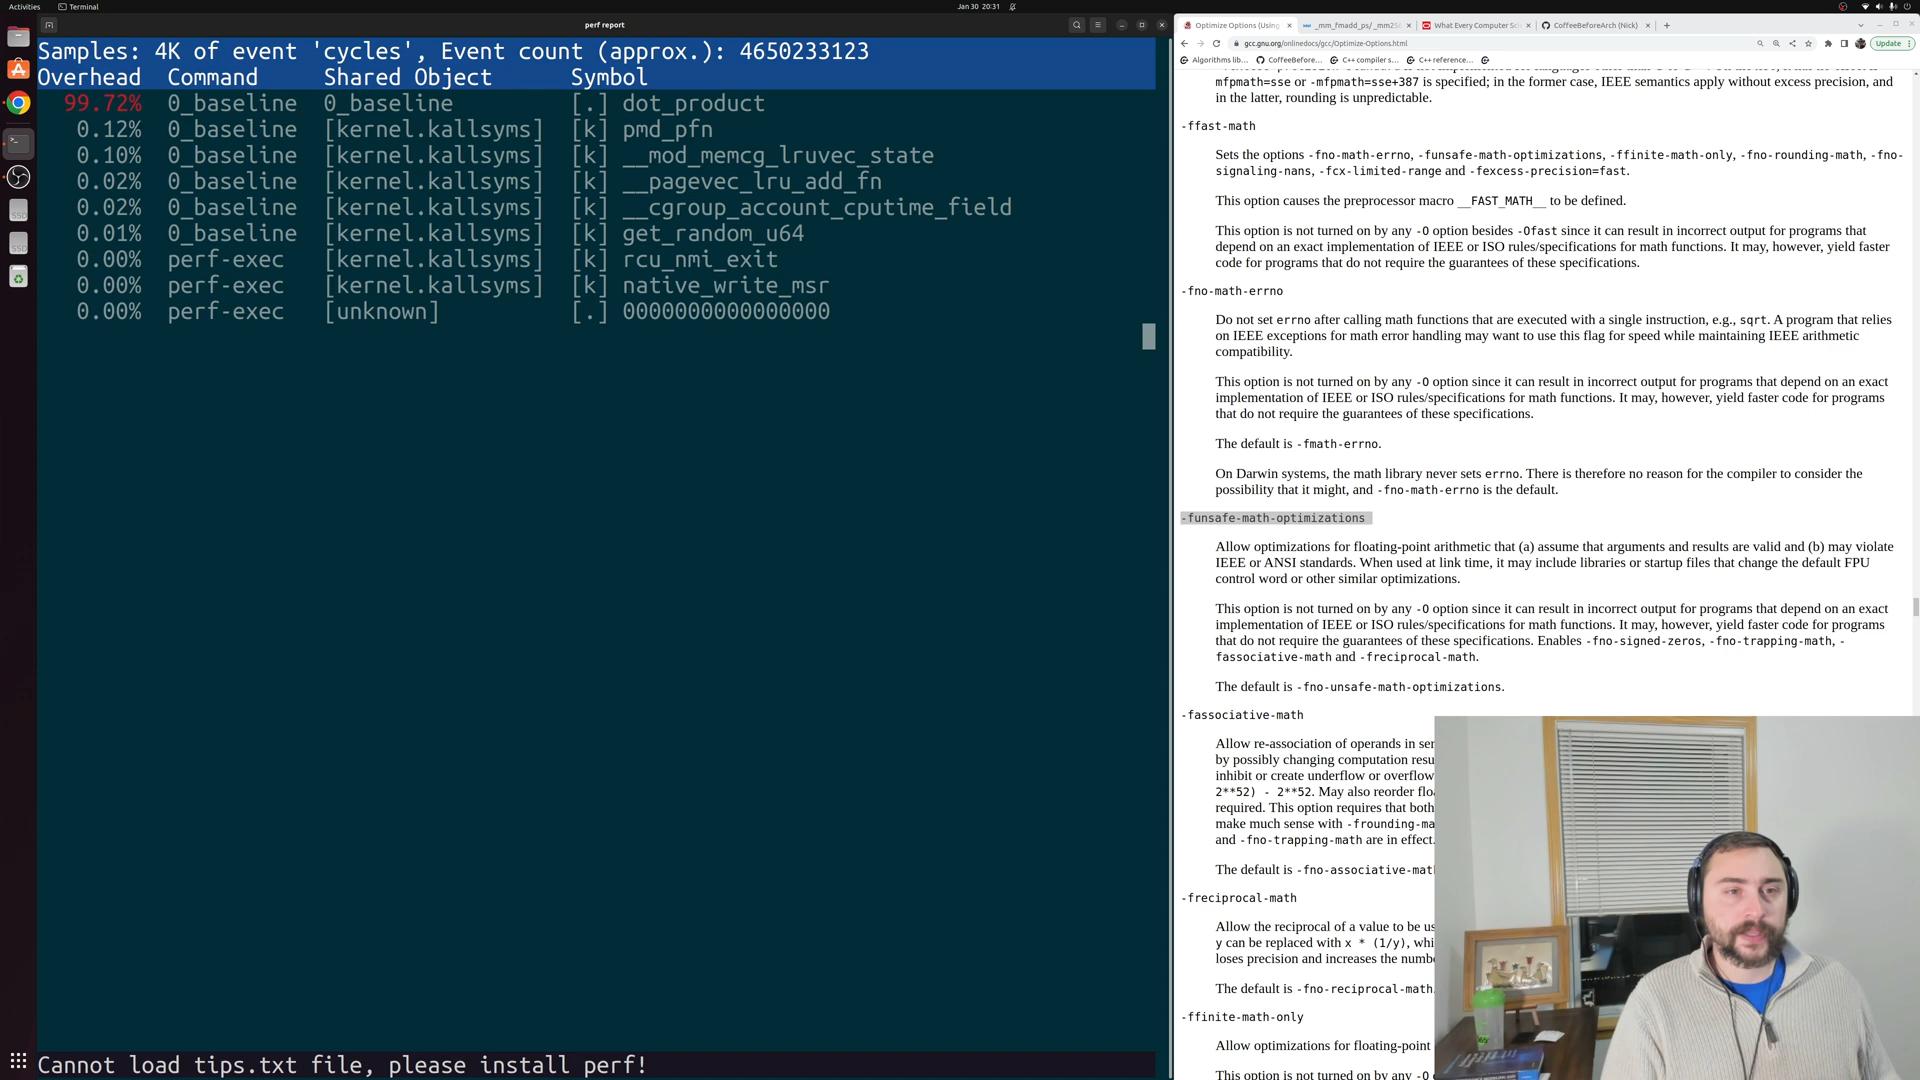 Activities
Terminal
Jan 30 20:31
perf report
Samples: 4K of event 'cycles', Event count (approx.): 4650233123
Overhead Command Shared Object Symbol
99.72% 0_baseline 0_baseline [.] dot_product
0.12% 0_baseline [kernel.kallsyms] [k] pmd_pfn
0.10% 0_baseline [kernel.kallsyms] [k] __mod_memcg_lruvec_state
0.02% 0_baseline [kernel.kallsyms] [k] __pagevec_lru_add_fn
0.02% 0_baseline [kernel.kallsyms] [k] __cgroup_account_cputime_field
0.01% 0_baseline [kernel.kallsyms] [k] get_random_u64
0.00% perf-exec [kernel.kallsyms] [k] rcu_nmi_exit
0.00% perf-exec [kernel.kallsyms] [k] native_write_msr
0.00% perf-exec [unknown] [.] 0000000000000000
Cannot load tips.txt file, please install perf!
Optimize Options (Using
_mm_fmadd_ps/ _mm25
What Every Computer Sci
CoffeeBeforeArch (Nick)
gcc.gnu.org/onlinedocs/gcc/Optimize-Options.html
Update
Algorithms lib...
CoffeeBefore...
C++ compiler s...
C++ reference...
mfpmath=sse or -mfpmath=sse+387 is specified; in the former case, IEEE semantics apply without excess precision, and
in the latter, rounding is unpredictable.
-ffast-math
Sets the options -fno-math-errno, -funsafe-math-optimizations, -ffinite-math-only, -fno-rounding-math, -fno-
signaling-nans, -fcx-limited-range and -fexcess-precision=fast.
This option causes the preprocessor macro __FAST_MATH__ to be defined.
This option is not turned on by any -O option besides -Ofast since it can result in incorrect output for programs that
depend on an exact implementation of IEEE or ISO rules/specifications for math functions. It may, however, yield faster
code for programs that do not require the guarantees of these specifications.
-fno-math-errno
Do not set errno after calling math functions that are executed with a single instruction, e.g., sqrt. A program that relies
on IEEE exceptions for math error handling may want to use this flag for speed while maintaining IEEE arithmetic
compatibility.
This option is not turned on by any -O option since it can result in incorrect output for programs that depend on an exact
implementation of IEEE or ISO rules/specifications for math functions. It may, however, yield faster code for programs
that do not require the guarantees of these specifications.
The default is -fmath-errno.
On Darwin systems, the math library never sets errno. There is therefore no reason for the compiler to consider the
possibility that it might, and -fno-math-errno is the default.
-funsafe-math-optimizations
Allow optimizations for floating-point arithmetic that (a) assume that arguments and results are valid and (b) may violate
IEEE or ANSI standards. When used at link time, it may include libraries or startup files that change the default FPU
control word or other similar optimizations.
This option is not turned on by any -O option since it can result in incorrect output for programs that depend on an exact
implementation of IEEE or ISO rules/specifications for math functions. It may, however, yield faster code for programs
that do not require the guarantees of these specifications. Enables -fno-signed-zeros, -fno-trapping-math, -
fassociative-math and -freciprocal-math.
The default is -fno-unsafe-math-optimizations.
-fassociative-math
Allow re-association of operands in ser
by possibly changing computation resu
inhibit or create underflow or overflow
2**52) - 2**52. May also reorder floa
required. This option requires that both
make much sense with -frounding-ma
and -fno-trapping-math are in effect.
The default is -fno-associative-mat
-freciprocal-math
Allow the reciprocal of a value to be us
y can be replaced with x * (1/y), whi
loses precision and increases the numb
The default is -fno-reciprocal-math.
-ffinite-math-only
Allow optimizations for floating-point
This option is not turned on by any -O